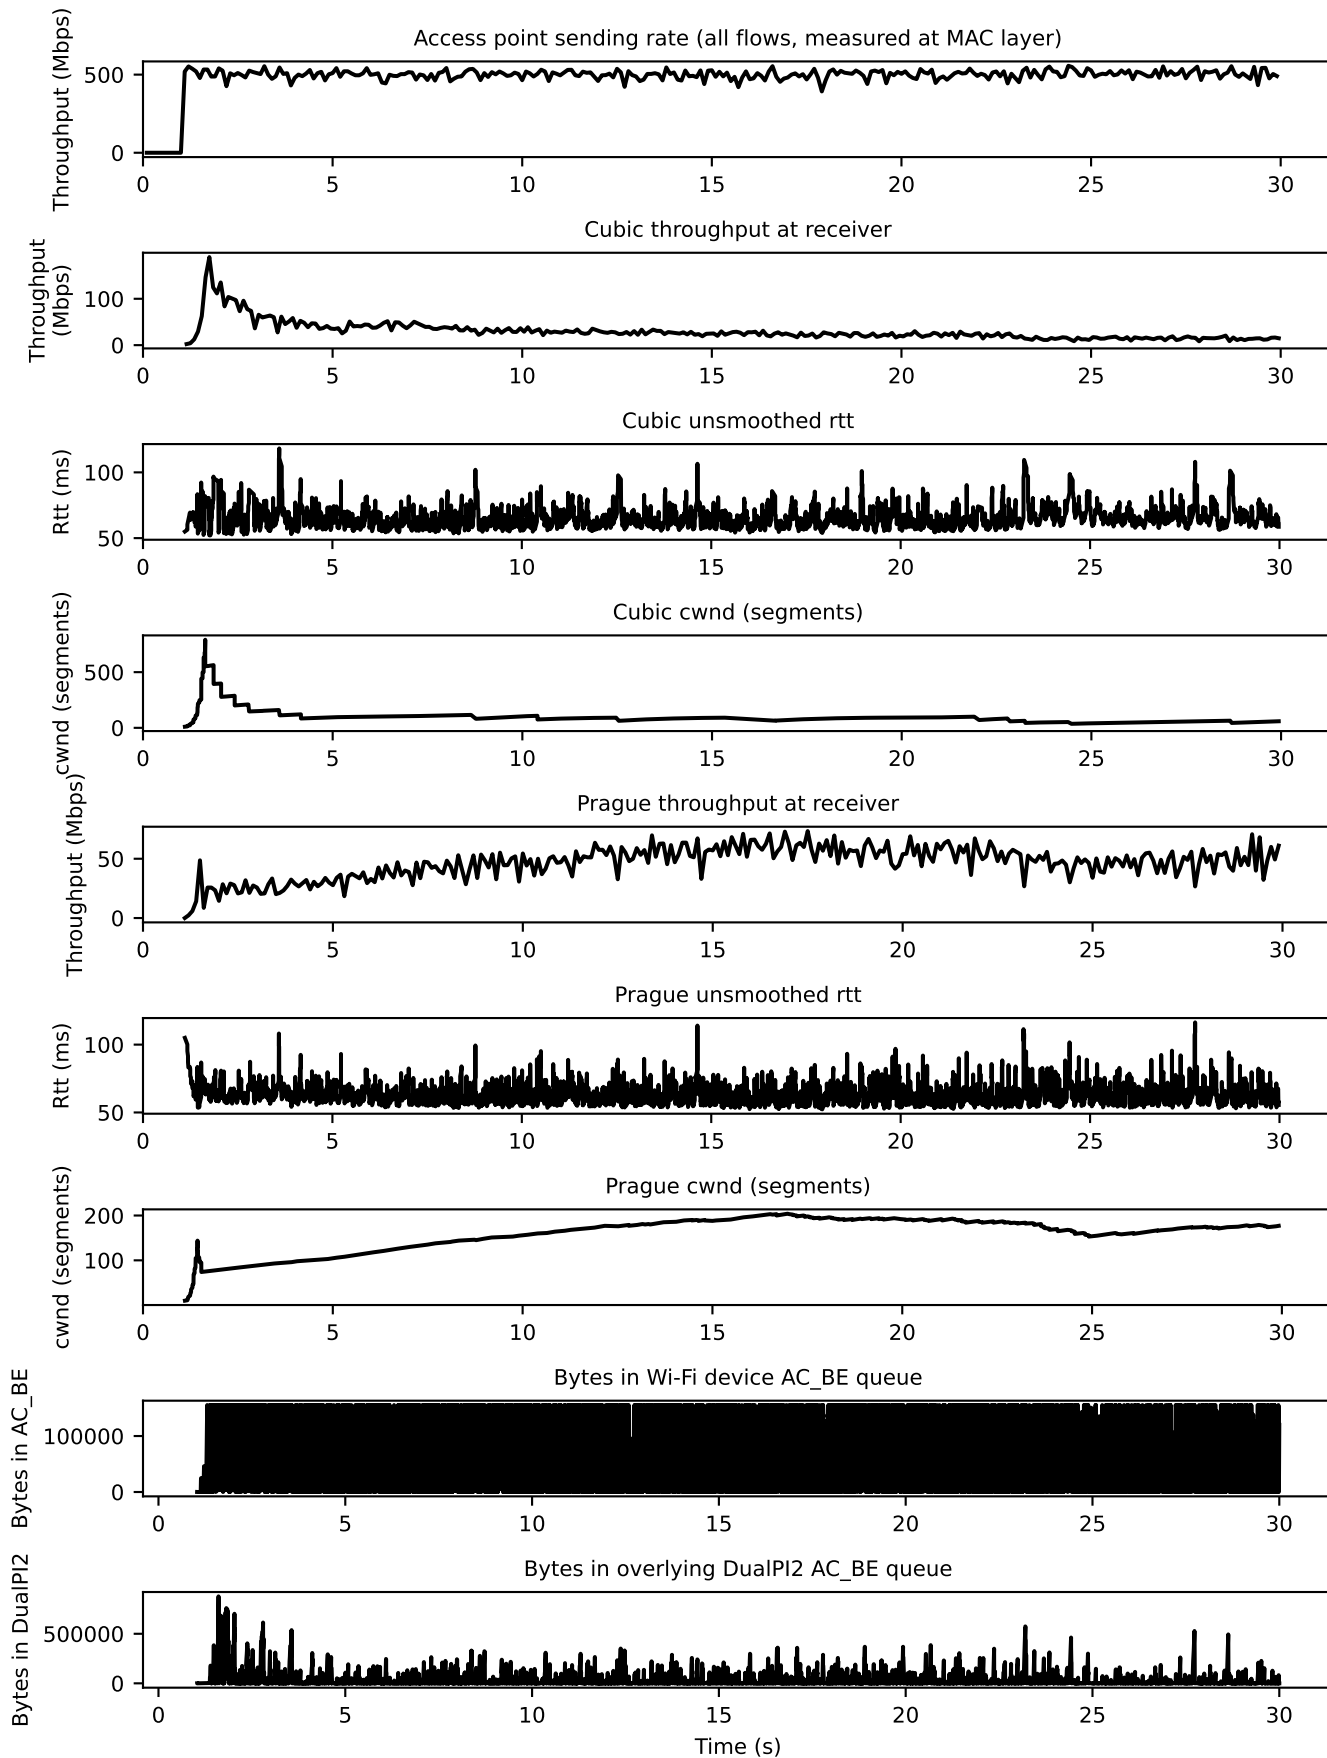 Access point sending rate (all flows, measured at MAC layer)
Throughput (Mbps)
500
0
0 5 10 15 20 25 30
Cubic throughput at receiver
Throughput
(Mbps)
100
0
0 5 10 15 20 25 30
Cubic unsmoothed rtt
Rtt (ms)
100
50
0 5 10 15 20 25 30
Cubic cwnd (segments)
cwnd (segments)
500
0
0 5 10 15 20 25 30
Prague throughput at receiver
Throughput (Mbps)
50
0
0 5 10 15 20 25 30
Prague unsmoothed rtt
Rtt (ms)
100
50
0 5 10 15 20 25 30
Prague cwnd (segments)
cwnd (segments)
200
100
0 5 10 15 20 25 30
Bytes in Wi-Fi device AC_BE queue
Bytes in AC_BE
100000
0
0 5 10 15 20 25 30
Bytes in overlying DualPI2 AC_BE queue
Bytes in DualPI2
500000
0
0 5 10 15 20 25 30
Time (s)